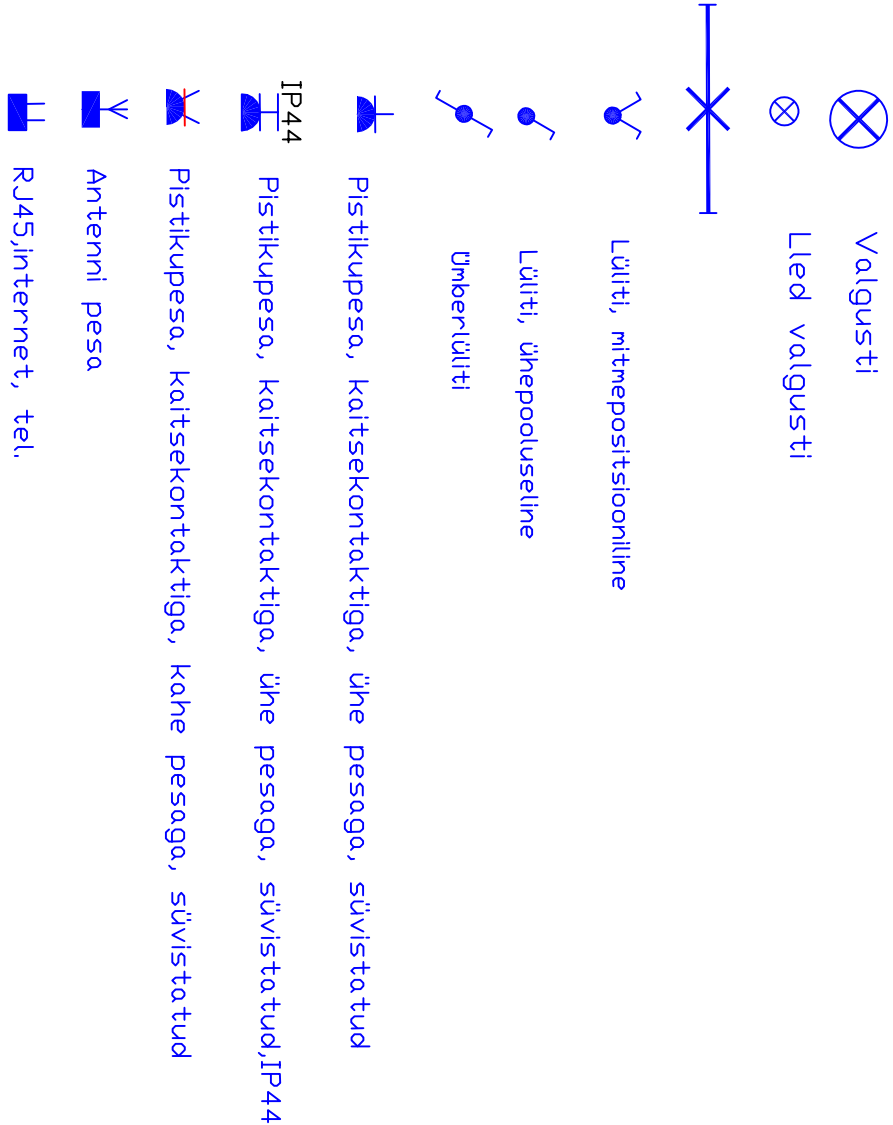 Valgusti
Lled valgusti
Lüliti, mitmepositsiooniline
Lüliti, ühepooluseline
Ümberlüliti
Pistikupesa, kaitsekontaktiga, ühe pesaga, süvistatud
IP44
Pistikupesa, kaitsekontaktiga, ühe pesaga, süvistatud,IP44
Pistikupesa, kaitsekontaktiga, kahe pesaga, süvistatud
Antenni pesa
RJ45,internet, tel.